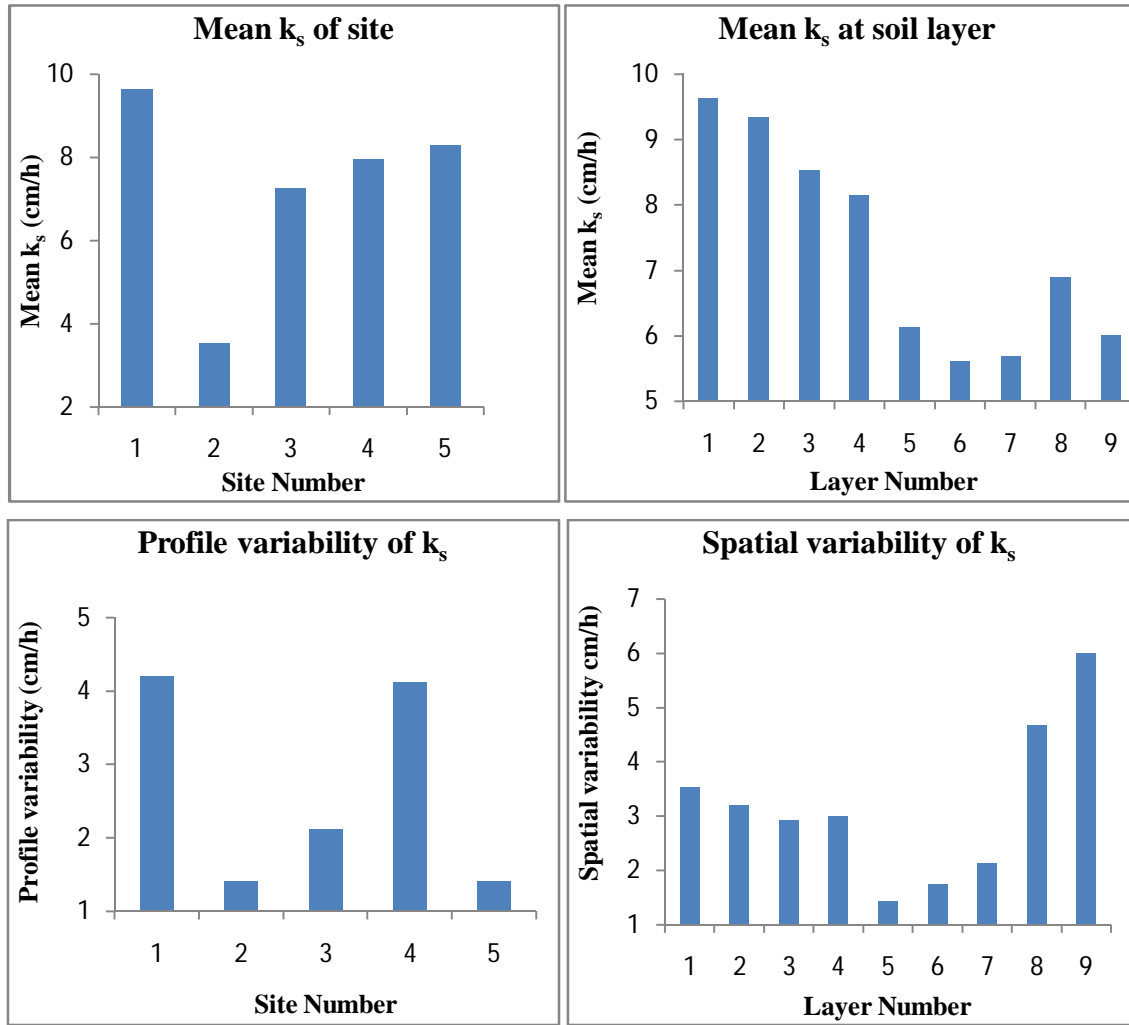 Mean ks of site
Mean ks (cm/h)
10
8
6
4
2
1 2 3 4 5
Site Number
Mean ks at soil layer
Mean ks (cm/h)
10
9
8
7
6
5
1 2 3 4 5 6 7 8 9
Layer Number
Profile variability of ks
Profile variability (cm/h)
5
4
3
2
1
1 2 3 4 5
Site Number
Spatial variability of ks
Spatial variability cm/h)
7
6
5
4
3
2
1
1 2 3 4 5 6 7 8 9
Layer Number